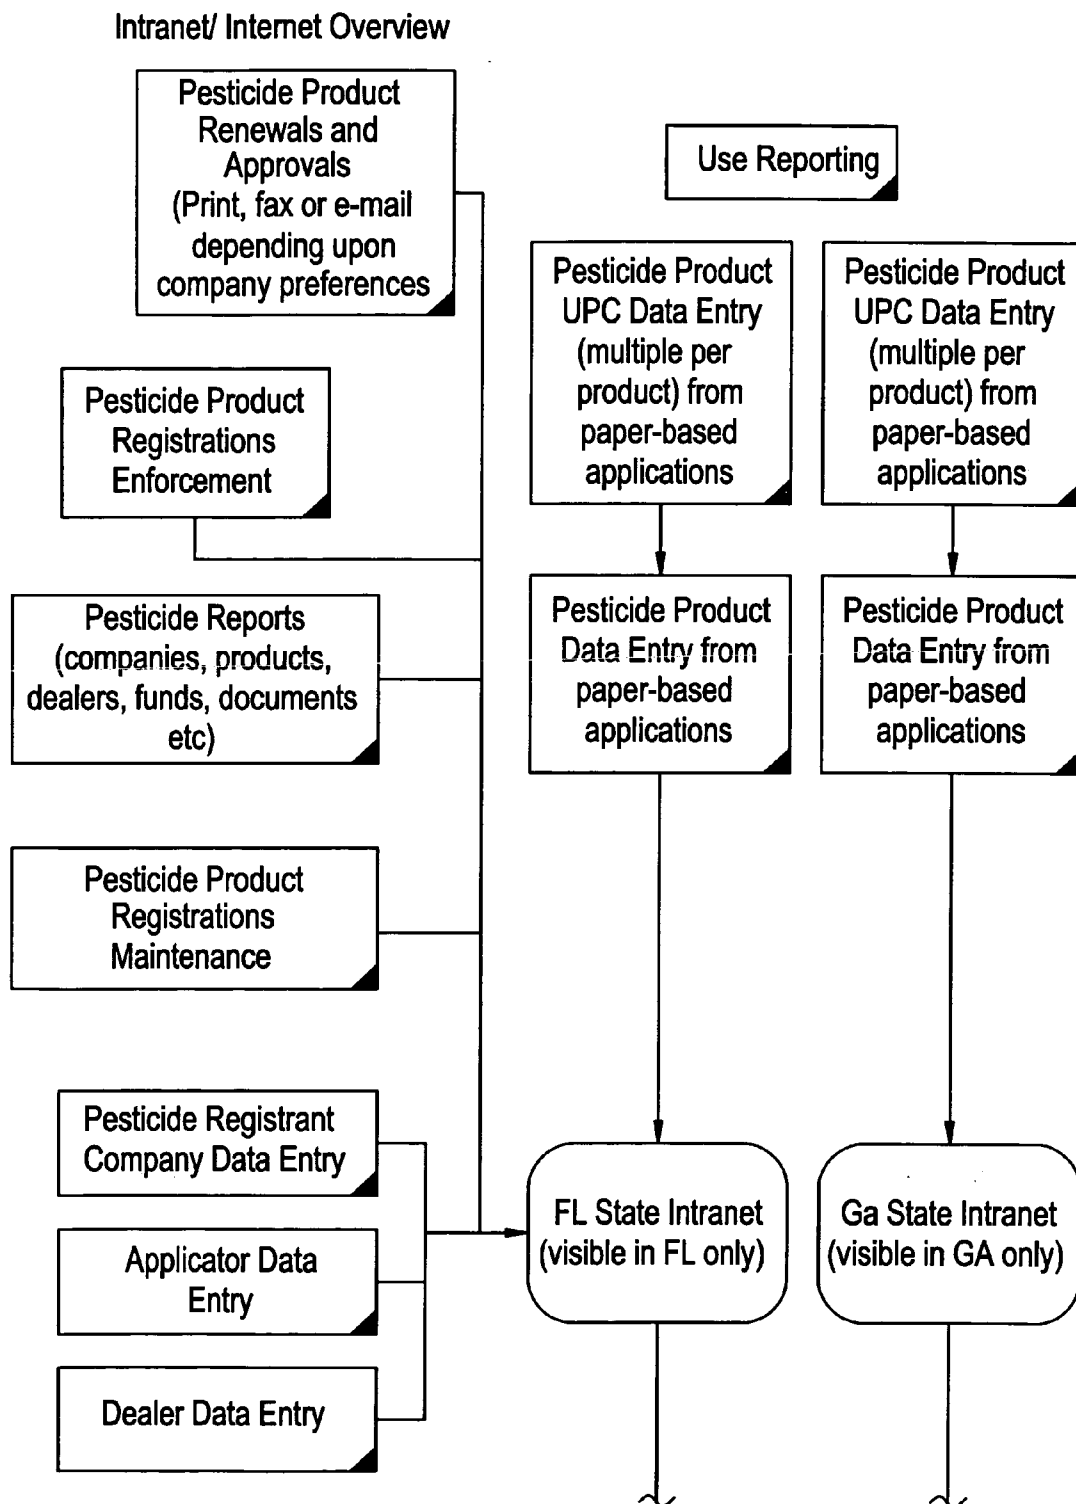 Intranet/ Internet Overview
Pesticide Product
Renewals and
Approvals
(Print, fax or e-mail
depending upon
company preferences
Use Reporting
Pesticide Product
UPC Data Entry
(multiple per
product) from
paper-based
applications
Pesticide Product
UPC Data Entry
(multiple per
product) from
paper-based
applications
Pesticide Product
Registrations
Enforcement
Pesticide Reports
(companies, products,
dealers, funds, documents
etc)
Pesticide Product
Data Entry from
paper-based
applications
Pesticide Product
Data Entry from
paper-based
applications
Pesticide Product
Registrations
Maintenance
Pesticide Registrant
Company Data Entry
Applicator Data
Entry
Dealer Data Entry
FL State Intranet
(visible in FL only)
Ga State Intranet
(visible in GA only)